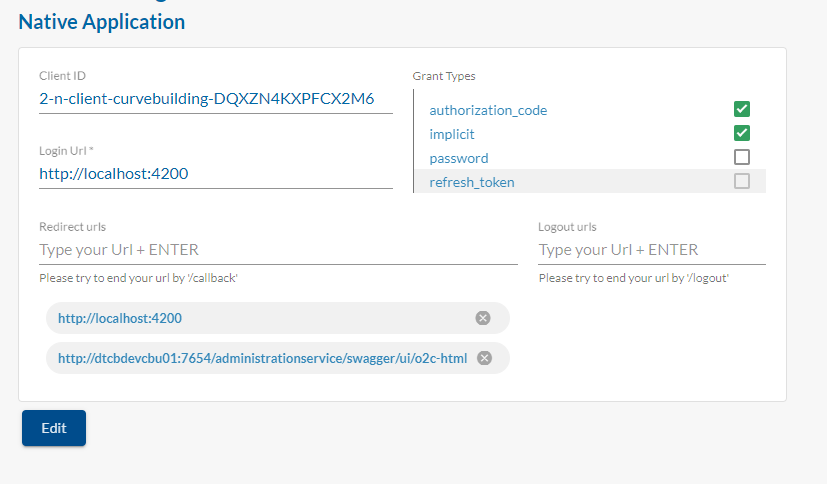 Native Application
Client ID
2-n-client-curvebuilding-DQXZN4KXPFCX2M6
Grant Types
authorization_code
implicit
password
refresh_token
Login Url *
http://localhost:4200
Redirect urls
Type your Url + ENTER
Please try to end your url by '/callback'
http://localhost:4200
http://dtcbdevcbu01:7654/administrationservice/swagger/ui/o2c-html
Logout urls
Type your Url + ENTER
Please try to end your url by '/logout'
Edit